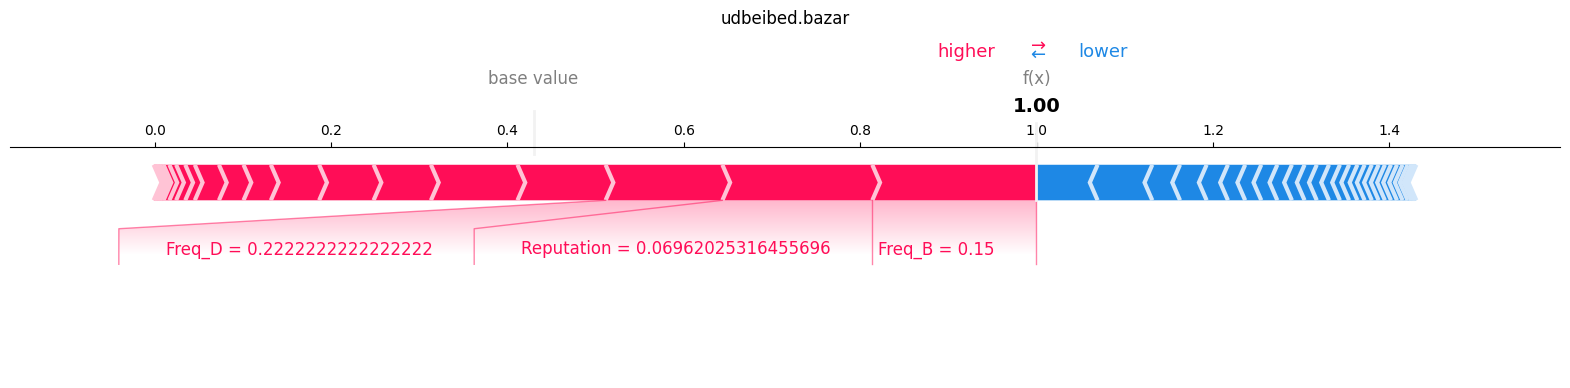 udbeibed.bazar
higher ⇄ lower
base value f(x)
1.00
0.0 0.2 0.4 0.6 0.8 1.0 1.2 1.4
Freq_D = 0.2222222222222222 Reputation = 0.06962025316455696 Freq_B = 0.15